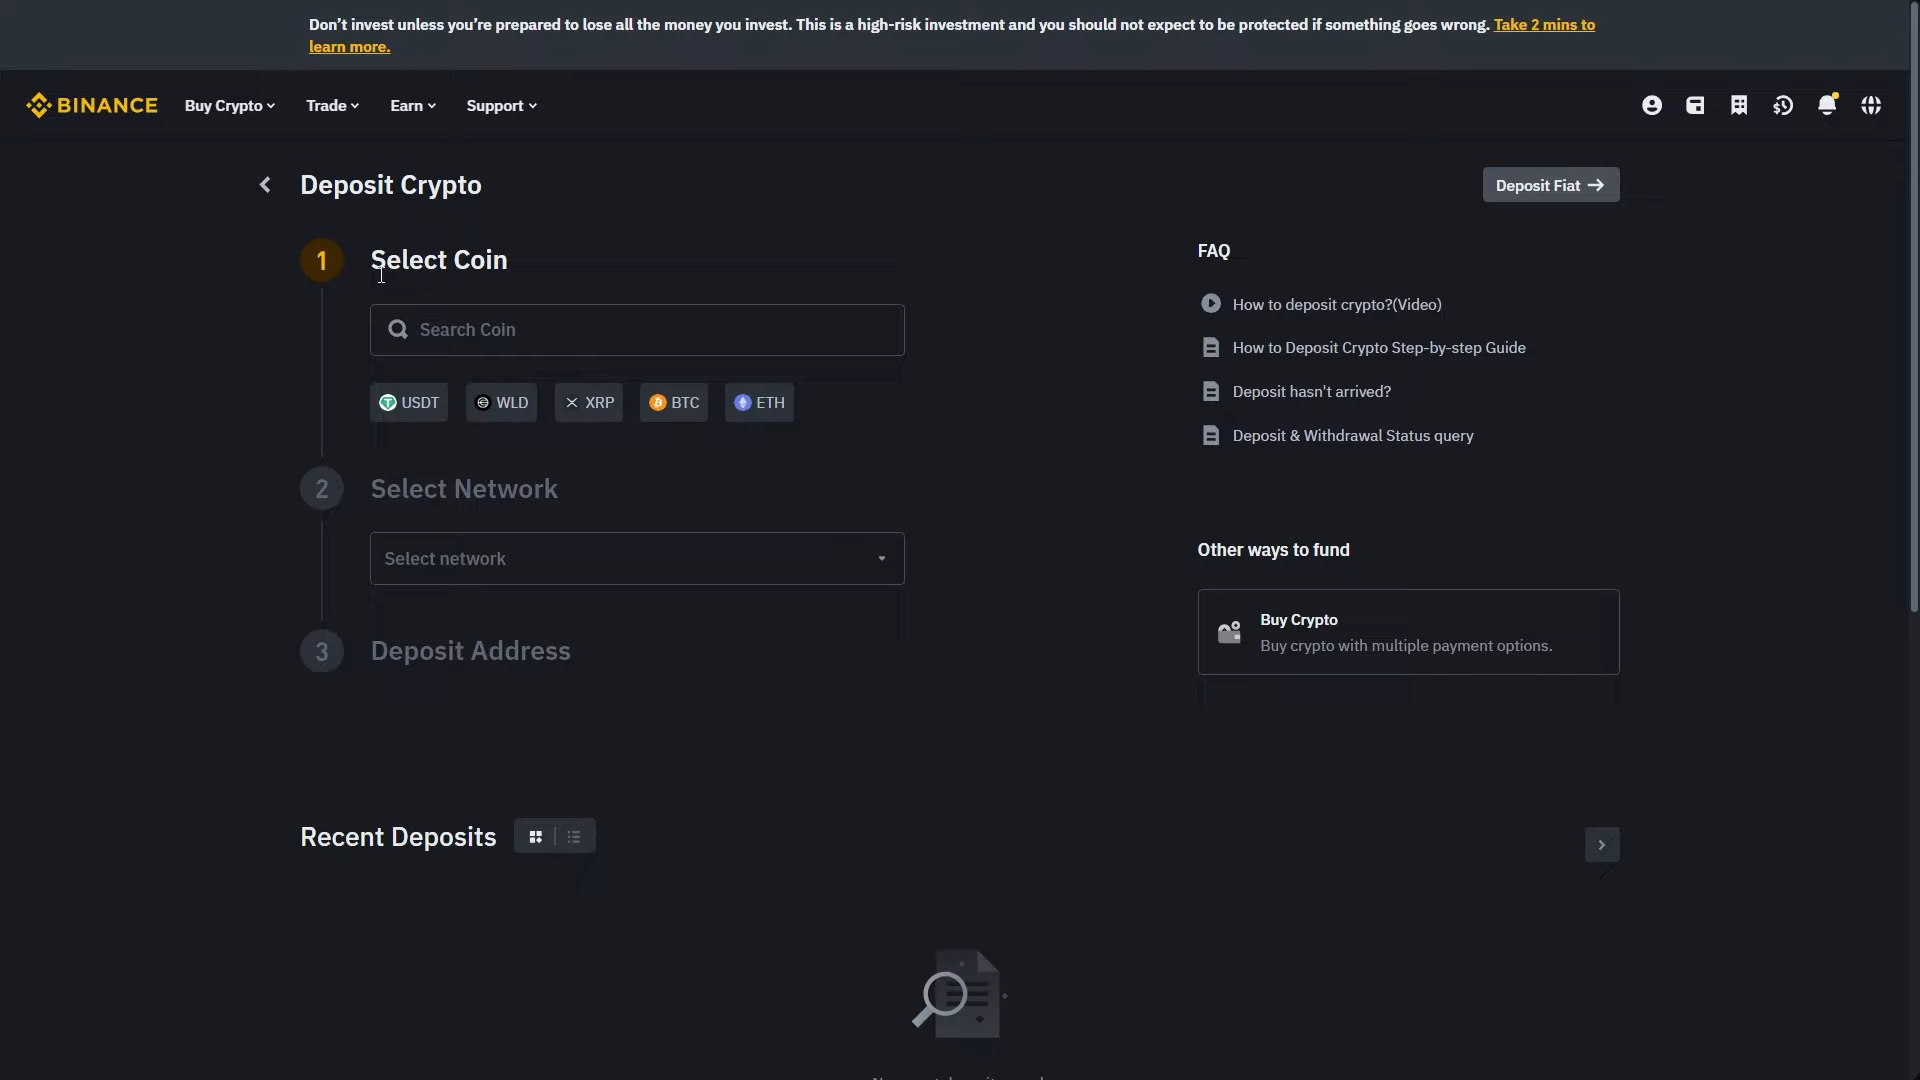 Don't invest unless you're prepared to lose all the money you invest. This is a high-risk investment and you should not expect to be protected if something goes wrong. Take 2 mins to
learn more.
BINANCE Buy Crypto Trade Earn Support
Deposit Crypto
Deposit Fiat →
1 Select Coin
Search Coin
USDT WLD XRP BTC ETH
2 Select Network
Select network
3 Deposit Address
FAQ
How to deposit crypto?(Video)
How to Deposit Crypto Step-by-step Guide
Deposit hasn't arrived?
Deposit & Withdrawal Status query
Other ways to fund
Buy Crypto
Buy crypto with multiple payment options.
Recent Deposits